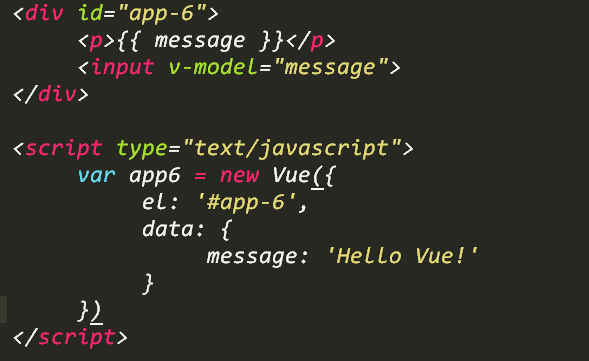 <div id="app-6">
<p>{{ message }}</p>
<input v-model="message">
</div>
<script type="text/javascript">
var app6 = new Vue({
el: '#app-6',
data: {
message: 'Hello Vue!'
}
})
</script>